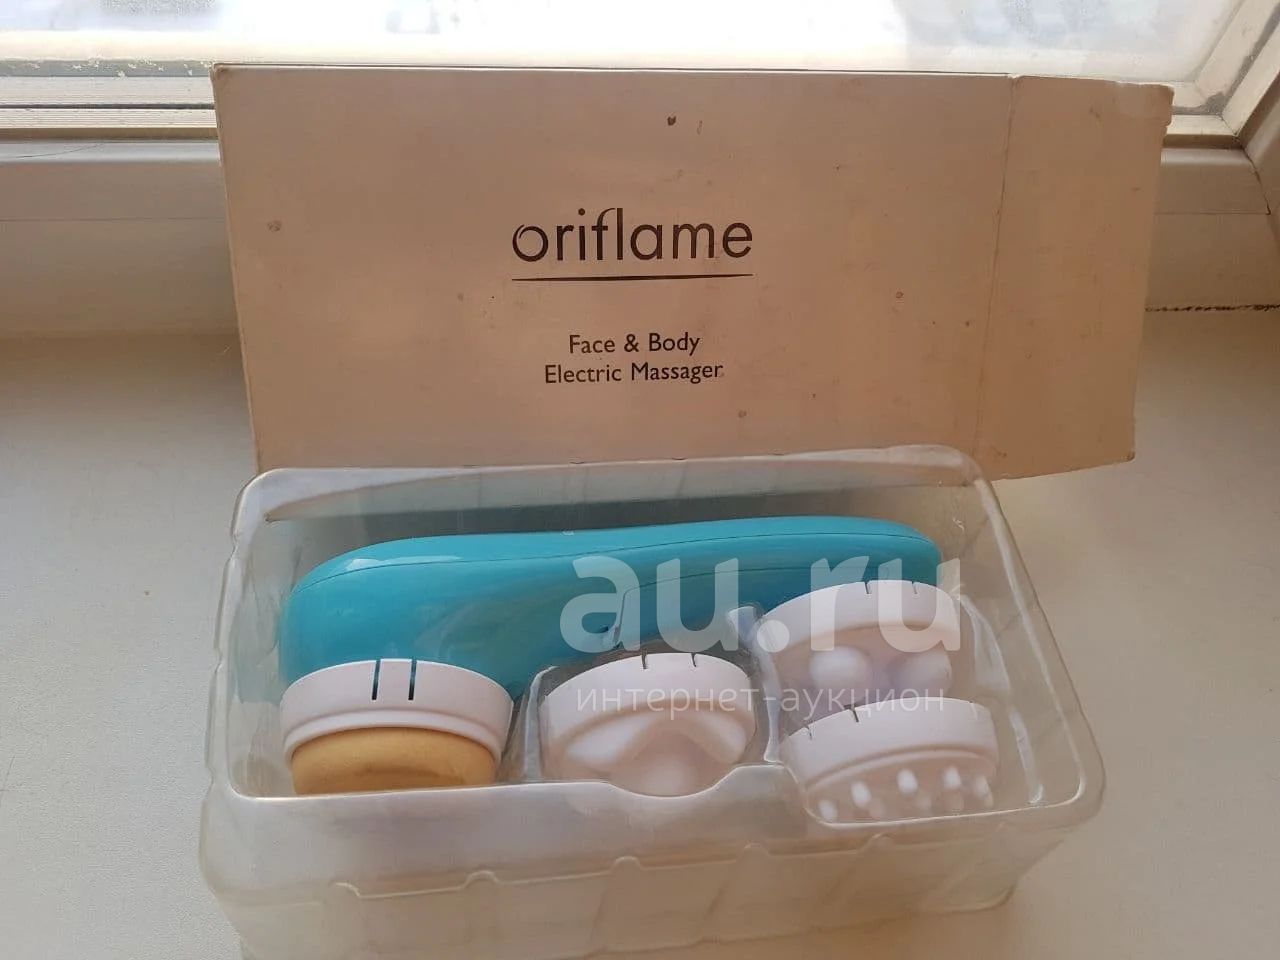 oriflame
Face & Body
Electric Massager
au.ru
интернет-аукцион